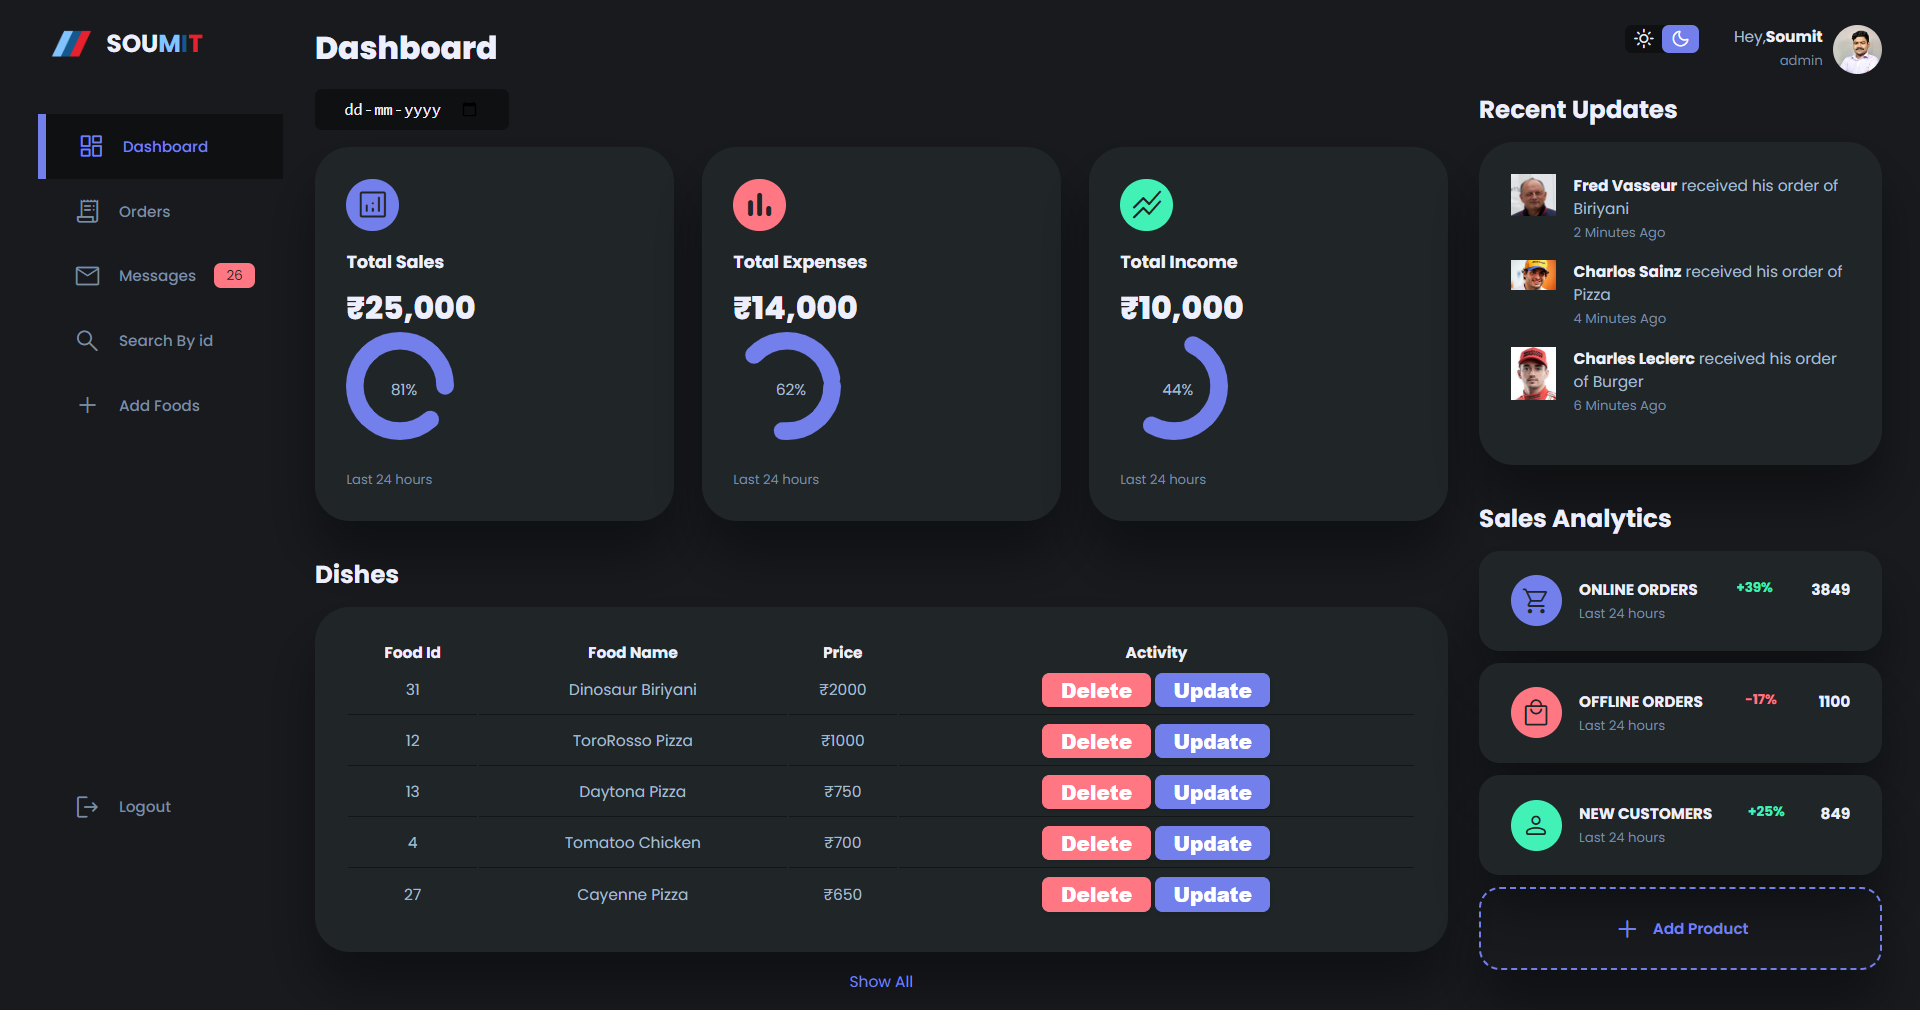 SOUMIT
Dashboard
Orders
Messages 26
Search By id
Add Foods
Logout
Dashboard
dd-mm-yyyy
Total Sales
₹25,000
81%
Last 24 hours
Total Expenses
₹14,000
62%
Last 24 hours
Total Income
₹10,000
44%
Last 24 hours
Dishes
Food Id Food Name Price Activity
31 Dinosaur Biriyani ₹2000 Delete Update
12 ToroRosso Pizza ₹1000 Delete Update
13 Daytona Pizza ₹750 Delete Update
4 Tomatoo Chicken ₹700 Delete Update
27 Cayenne Pizza ₹650 Delete Update
Show All
Hey,Soumit
admin
Recent Updates
Fred Vasseur received his order of
Biriyani
2 Minutes Ago
Charlos Sainz received his order of
Pizza
4 Minutes Ago
Charles Leclerc received his order
of Burger
6 Minutes Ago
Sales Analytics
ONLINE ORDERS +39% 3849
Last 24 hours
OFFLINE ORDERS -17% 1100
Last 24 hours
NEW CUSTOMERS +25% 849
Last 24 hours
Add Product